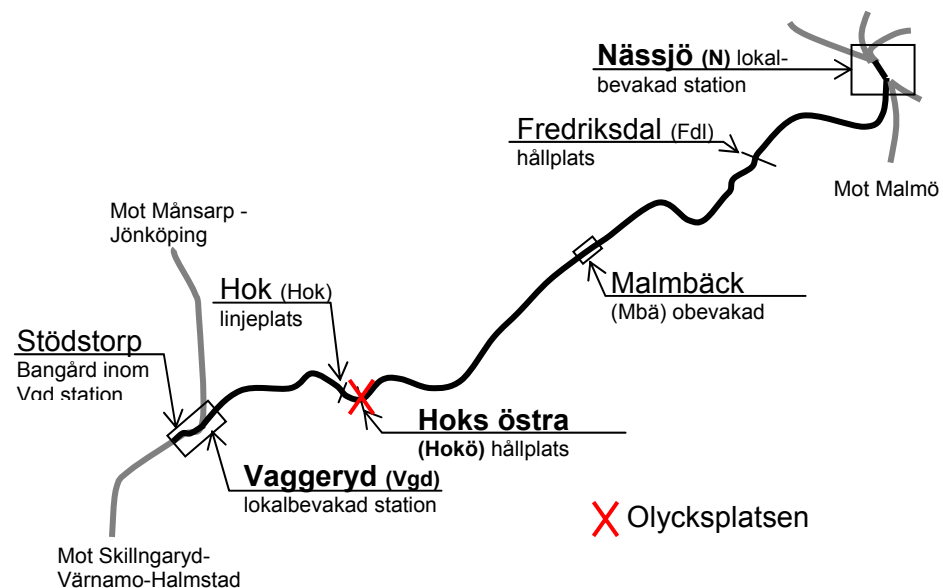 Nässjö (N) lokal-
bevakad station
Fredriksdal (Fdl)
hållplats
Mot Malmö
Mot Månsarp -
Jönköping
Hok (Hok)
linjeplats
Malmbäck
(Mbä) obevakad
Stödstorp
Bangård inom
Vgd station
Hoks östra
(Hokö) hållplats
Vaggeryd (Vgd)
lokalbevakad station
Olycksplatsen
Mot Skillngaryd-
Värnamo-Halmstad